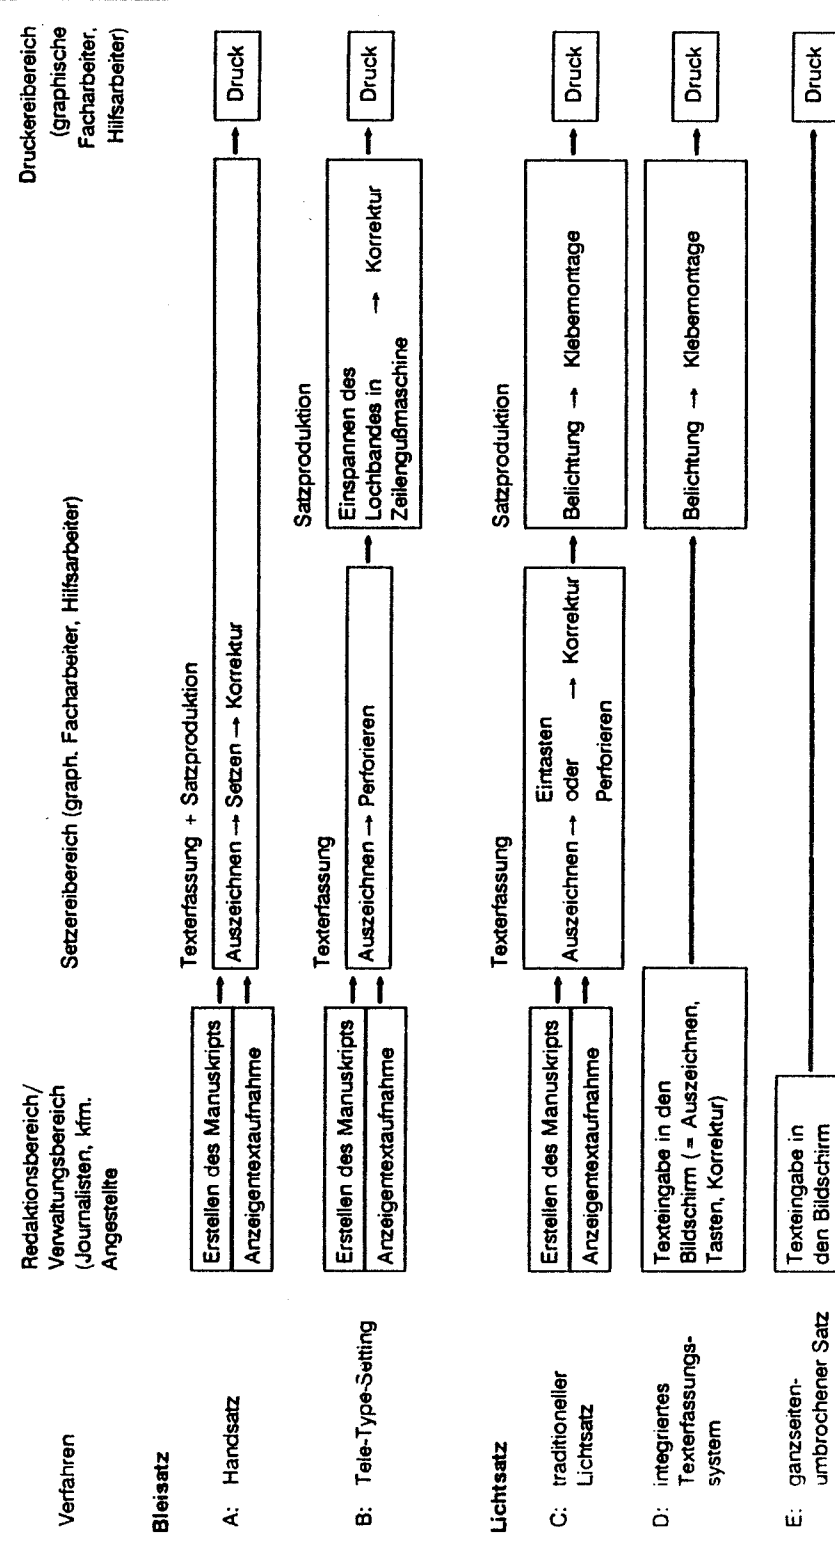 Verfahren
Redaktionsbereich/
Verwaltungsbereich
(Journalisten, kfm.
Angestellte
Setzereibereich (graph. Facharbeiter, Hilfsarbeiter)
Druckereibereich
(graphische
Facharbeiter,
Hilfsarbeiter)
Bleisatz
Texterfassung + Satzproduktion
A: Handsatz
Erstellen des Manuskripts
Anzeigentextaufnahme
Auszeichnen → Setzen → Korrektur
Druck
Texterfassung
Satzproduktion
B: Tele-Type-Setting
Erstellen des Manuskripts
Anzeigentextaufnahme
Auszeichnen → Perforieren
Einspannen des
Lochbandes in → Korrektur
Zeilengußmaschine
Druck
Lichtsatz
Texterfassung
Satzproduktion
C: traditioneller
Lichtsatz
Erstellen des Manuskripts
Anzeigentextaufnahme
Eintasten
Auszeichnen → oder → Korrektur
Perforieren
Belichtung → Klebemontage
Druck
D: integriertes
Texterfassungs-
system
Texteingabe in den
Bildschirm ( = Auszeichnen,
Tasten, Korrektur)
Belichtung → Klebemontage
Druck
E: ganzseiten-
umbrochener Satz
Texteingabe in
den Bildschirm
Druck